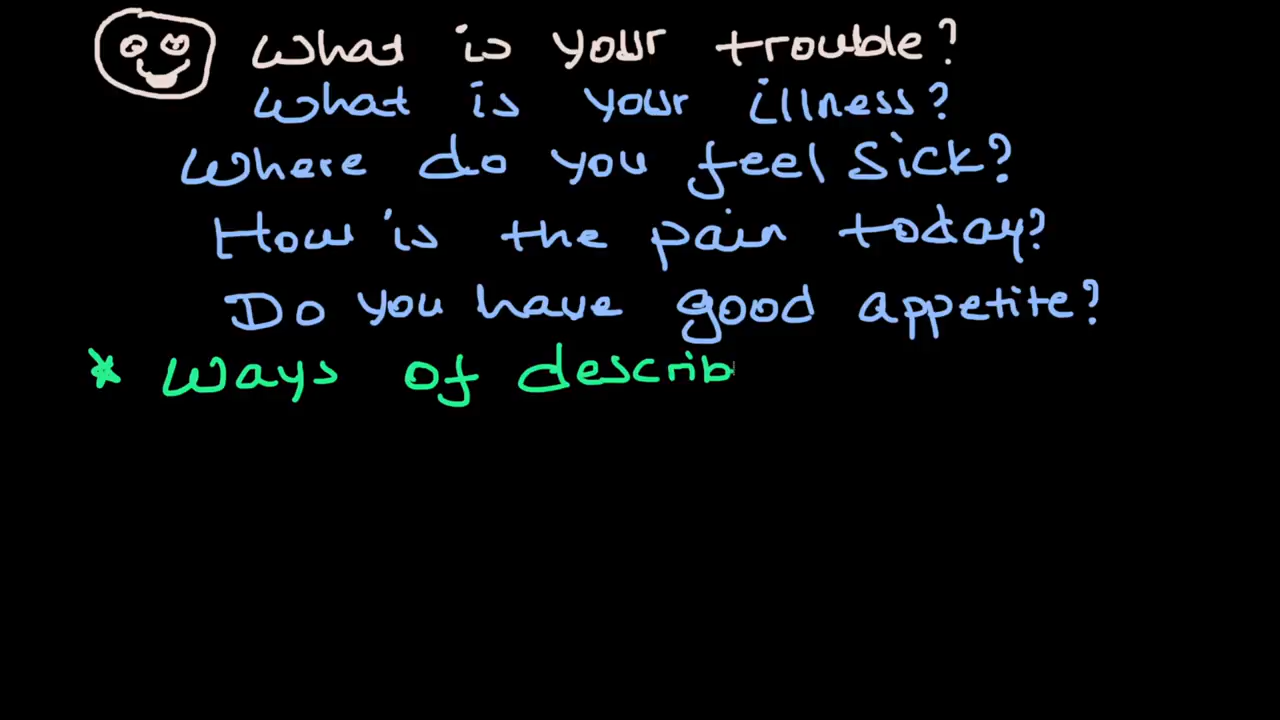 What is your trouble?
What is your illness?
Where do you feel Sick?
How is the pain today?
Do you have good appetite?
* Ways of describ